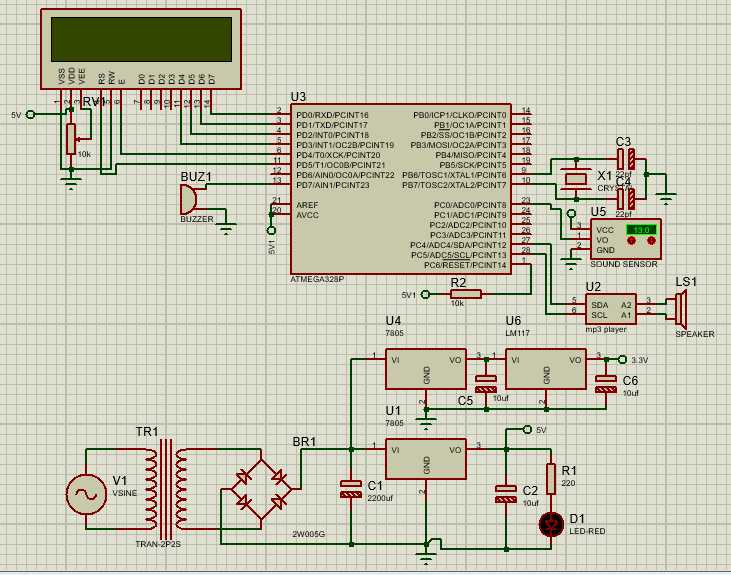 VSS
VDD
VEE
RS
RW
E
D0
D1
D2
D3
D4
D5
D6
D7
1
2
3
4
5
6
7
8
9
10
11
12
13
14
5V
RV1
10k
U3
2 PD0/RXD/PCINT16 PB0/ICP1/CLKO/PCINT0 14
3 PD1/TXD/PCINT17 PB1/OC1A/PCINT1 15
4 PD2/INT0/PCINT18 PB2/SS/OC1B/PCINT2 16
5 PD3/INT1/OC2B/PCINT19 PB3/MOSI/OC2A/PCINT3 17
6 PD4/T0/XCK/PCINT20 PB4/MISO/PCINT4 18
11 PD5/T1/OC0B/PCINT21 PB5/SCK/PCINT5 19
12 PD6/AIN0/OC0A/PCINT22 PB6/TOSC1/XTAL1/PCINT6 9
13 PD7/AIN1/PCINT23 PB7/TOSC2/XTAL2/PCINT7 10
21 AREF PC0/ADC0/PCINT8 23
20 AVCC PC1/ADC1/PCINT9 24
PC2/ADC2/PCINT10 25
PC3/ADC3/PCINT11 26
PC4/ADC4/SDA/PCINT12 27
PC5/ADC5/SCL/PCINT13 28
PC6/RESET/PCINT14 1
ATMEGA328P
5V1
BUZ1
BUZZER
C3
22pf
X1
C4
22pf
U5
3 VCC 13.0
1 VO
2 GND
SOUND SENSOR
R2
5V1
10k
U2
5 SDA A2 3
6 SCL A1 2
mp3 player
LS1
SPEAKER
U4
7805
1 VI VO 3
GND
2
U6
LM117
1 VI VO 3
GND
2
3.3V
C5
10uf
C6
10uf
U1
7805
1 VI VO 3
GND
2
5V
TR1
BR1
V1
VSINE
TRAN-2P2S
2W005G
C1
2200uf
C2
10uf
R1
220
D1
LED-RED